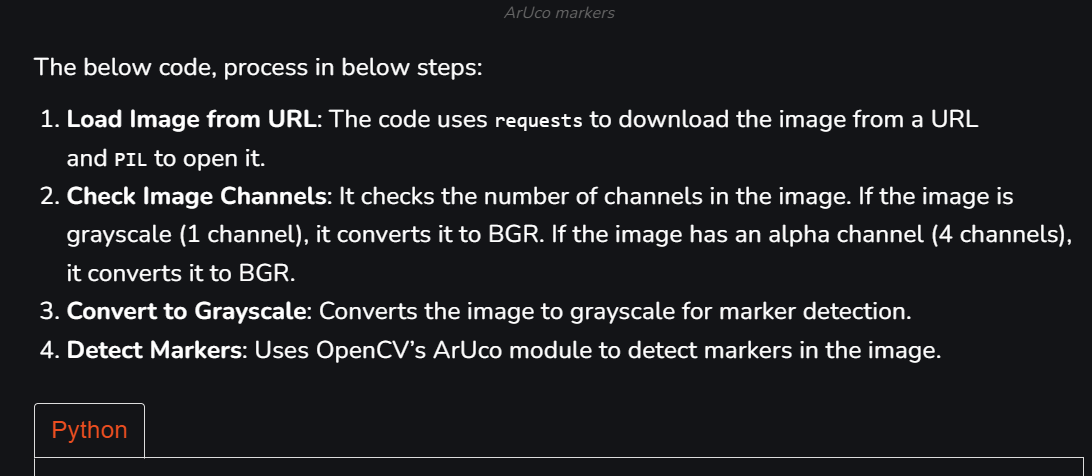 ArUco markers
The below code, process in below steps:
1. Load Image from URL: The code uses requests to download the image from a URL
and PIL to open it.
2. Check Image Channels: It checks the number of channels in the image. If the image is
grayscale (1 channel), it converts it to BGR. If the image has an alpha channel (4 channels),
it converts it to BGR.
3. Convert to Grayscale: Converts the image to grayscale for marker detection.
4. Detect Markers: Uses OpenCV’s ArUco module to detect markers in the image.
Python